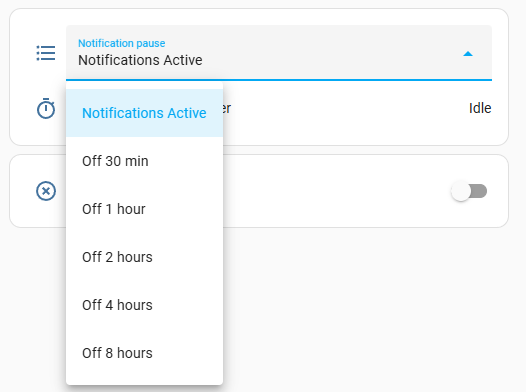 Notification pause
Notifications Active
Idle
Notifications Active
Off 30 min
Off 1 hour
Off 2 hours
Off 4 hours
Off 8 hours